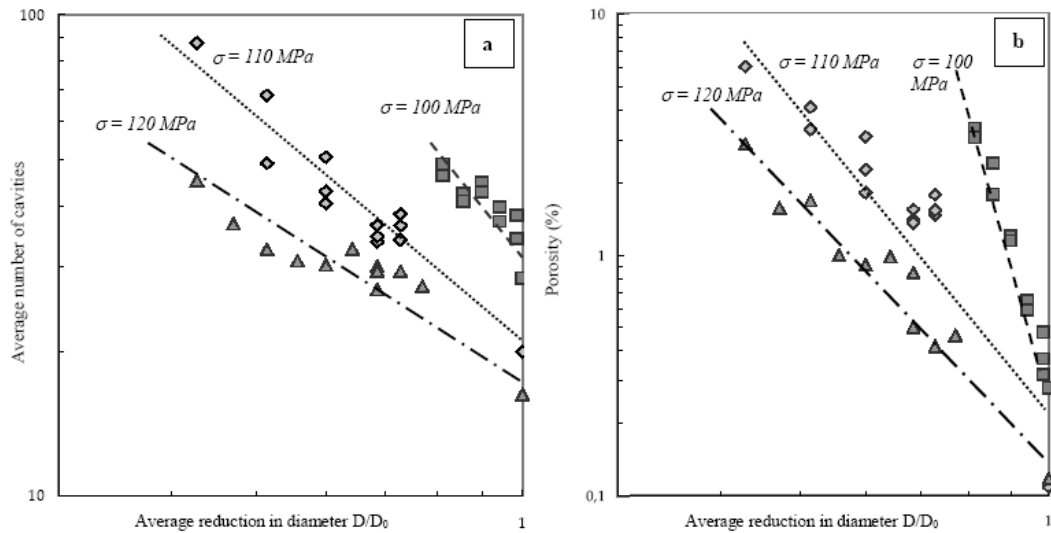 100
a
σ = 110 MPa
σ = 100 MPa
σ = 120 MPa
Average number of cavities
10
Average reduction in diameter D/D₀
1
10
b
σ = 110 MPa
σ = 100
MPa
σ = 120 MPa
Porosity (%)
1
0,1
Average reduction in diameter D/D₀
1